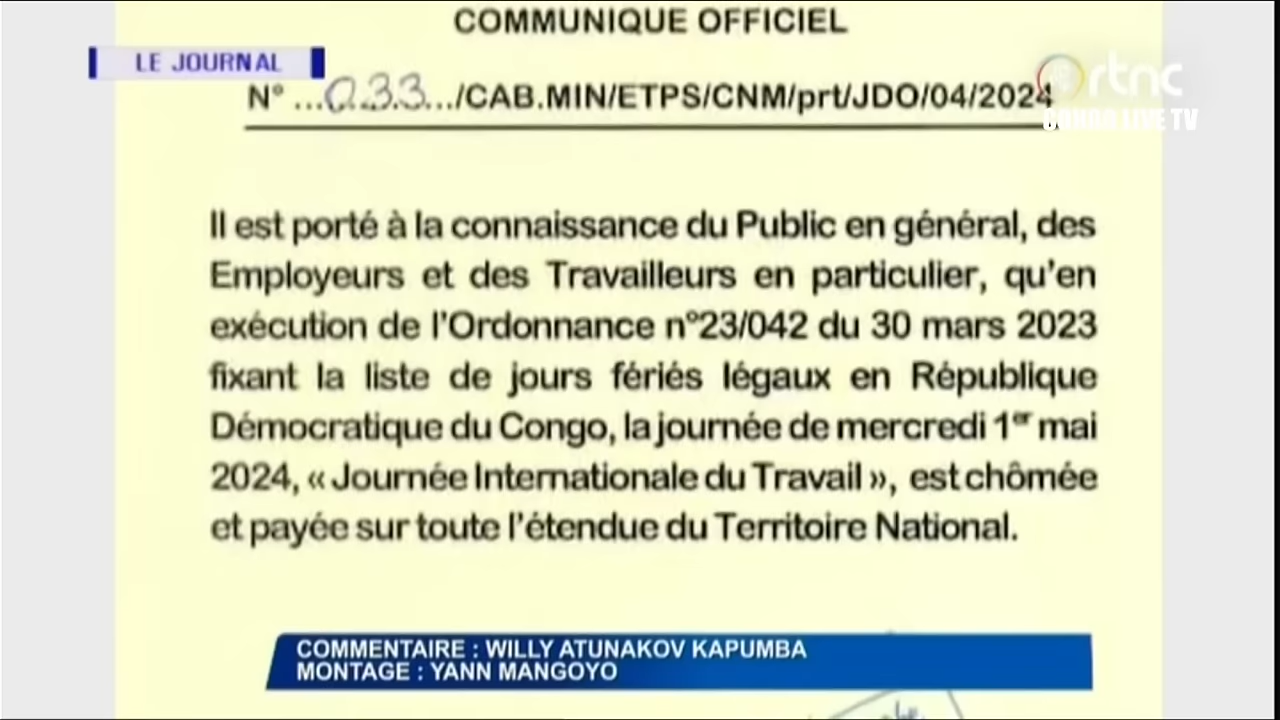 COMMUNIQUE OFFICIEL
LE JOURNAL
N° ...033.../CAB.MIN/ETPS/CNM/prt/JDO/04/2024
rtnc
LIVE TV
Il est porté à la connaissance du Public en général, des
Employeurs et des Travailleurs en particulier, qu'en
exécution de l'Ordonnance n°23/042 du 30 mars 2023
fixant la liste de jours fériés légaux en République
Démocratique du Congo, la journée de mercredi 1er mai
2024, « Journée Internationale du Travail », est chômée
et payée sur toute l'étendue du Territoire National.
COMMENTAIRE : WILLY ATUNAKOV KAPUMBA
MONTAGE : YANN MANGOYO